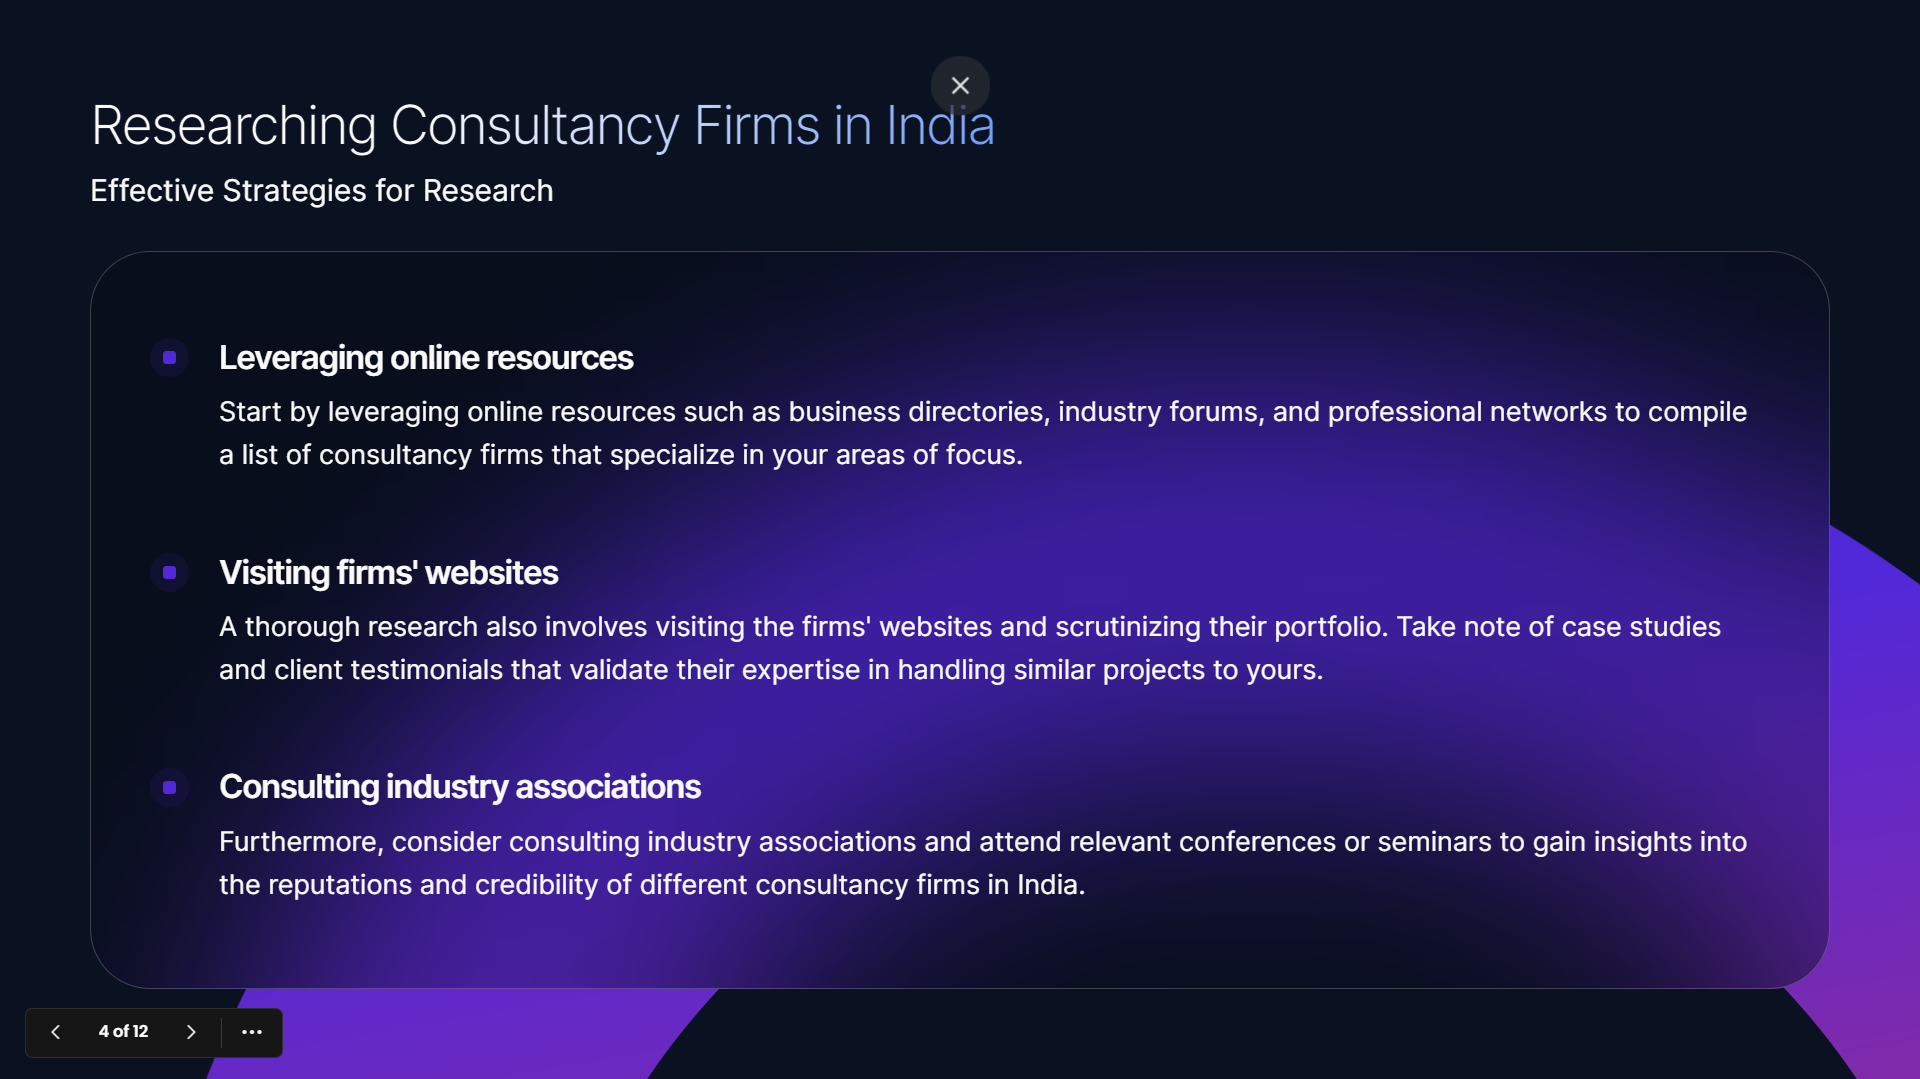 Researching Consultancy Firms in India
Effective Strategies for Research
Leveraging online resources
Start by leveraging online resources such as business directories, industry forums, and professional networks to compile
a list of consultancy firms that specialize in your areas of focus.
Visiting firms' websites
A thorough research also involves visiting the firms' websites and scrutinizing their portfolio. Take note of case studies
and client testimonials that validate their expertise in handling similar projects to yours.
Consulting industry associations
Furthermore, consider consulting industry associations and attend relevant conferences or seminars to gain insights into
the reputations and credibility of different consultancy firms in India.
4 of 12